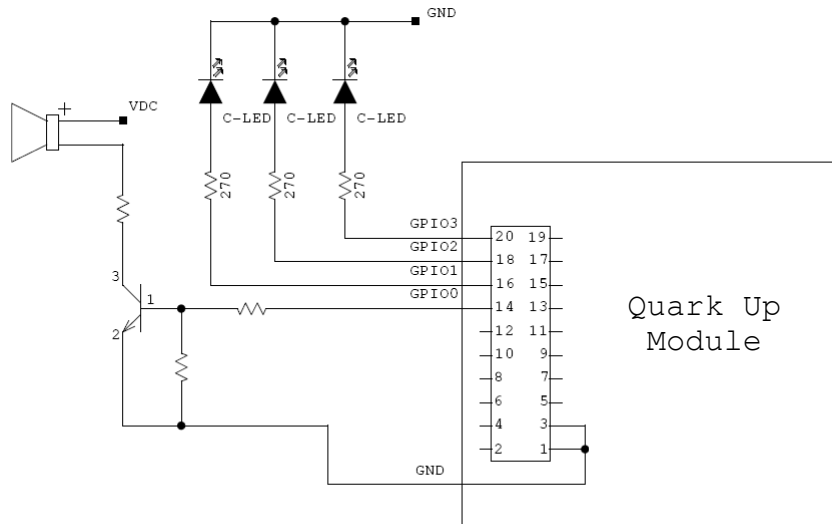 GND
+
VDC
C-LED C-LED C-LED
270 270 270
GPIO3
20 19
GPIO2
18 17
GPIO1
16 15
3
GPIO0
1
14 13
2
12 11
10 9
8 7
6 5
4 3
2 1
GND
Quark Up
Module